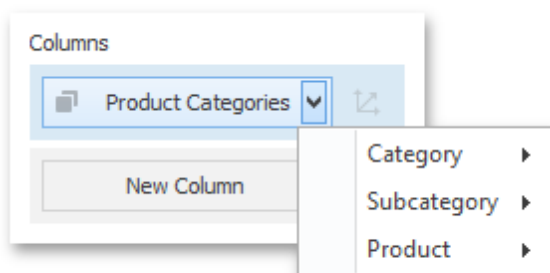 Columns
Product Categories
New Column
Category
Subcategory
Product